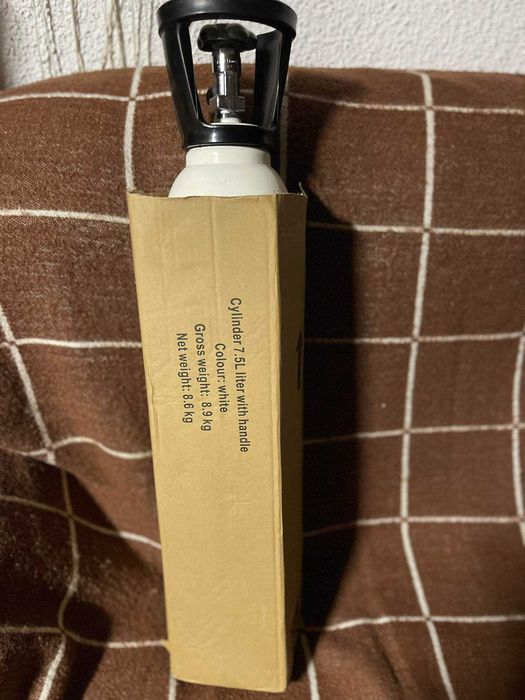 Cylinder 7.5L liter with handle
Colour: white
Gross weight: 8.9 kg
Net weight: 8.6 kg